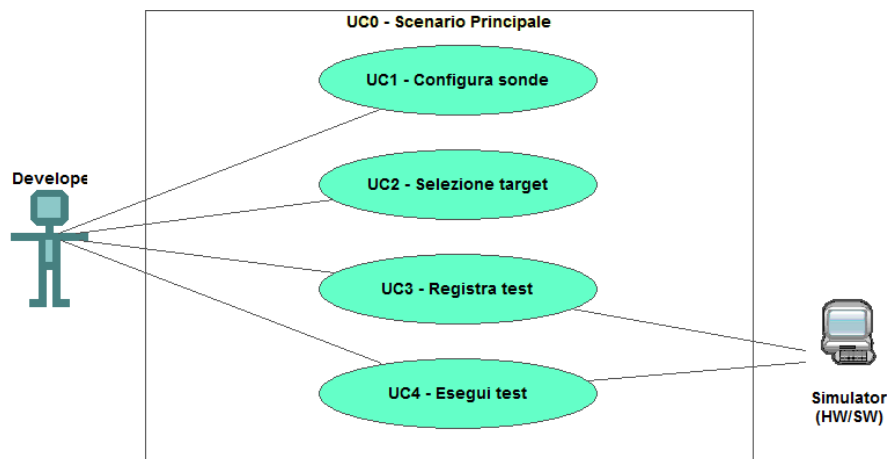 UC0 - Scenario Principale
UC1 - Configura sonde
UC2 - Selezione target
Develope
UC3 - Registra test
UC4 - Esegui test
Simulator
(HW/SW)